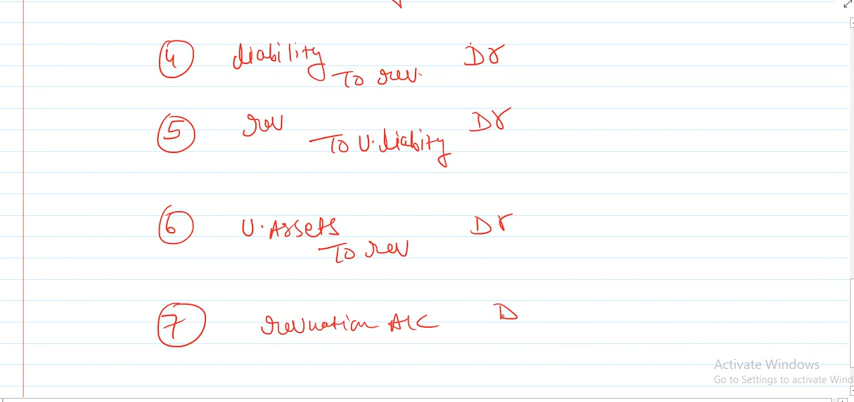 4 Liability Dr
To rev.
5 rev Dr
To U.liabity
6 U.Assets Dr
To rev
7 revuation A/C D
Activate Windows
Go to Settings to activate Wind